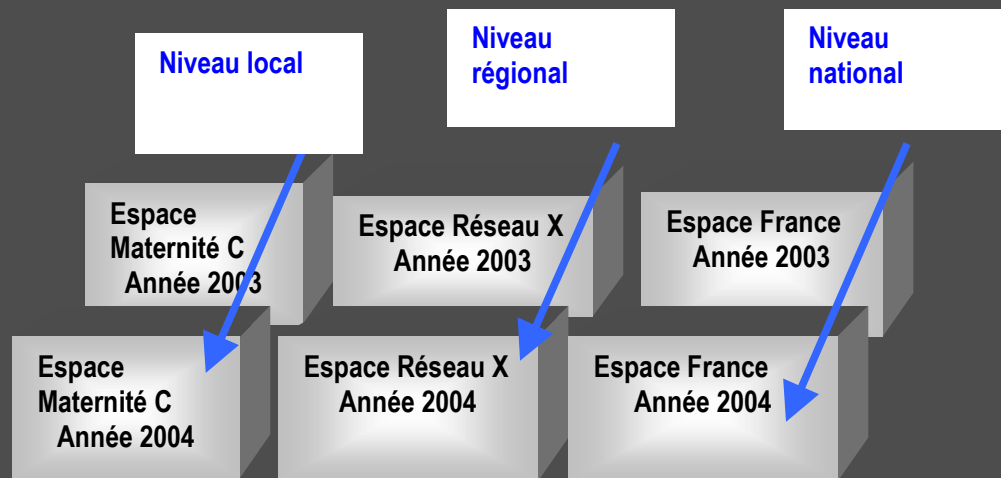 Niveau local
Niveau
régional
Niveau
national
Espace
Maternité C
Année 2003
Espace Réseau X
Année 2003
Espace France
Année 2003
Espace
Maternité C
Année 2004
Espace Réseau X
Année 2004
Espace France
Année 2004